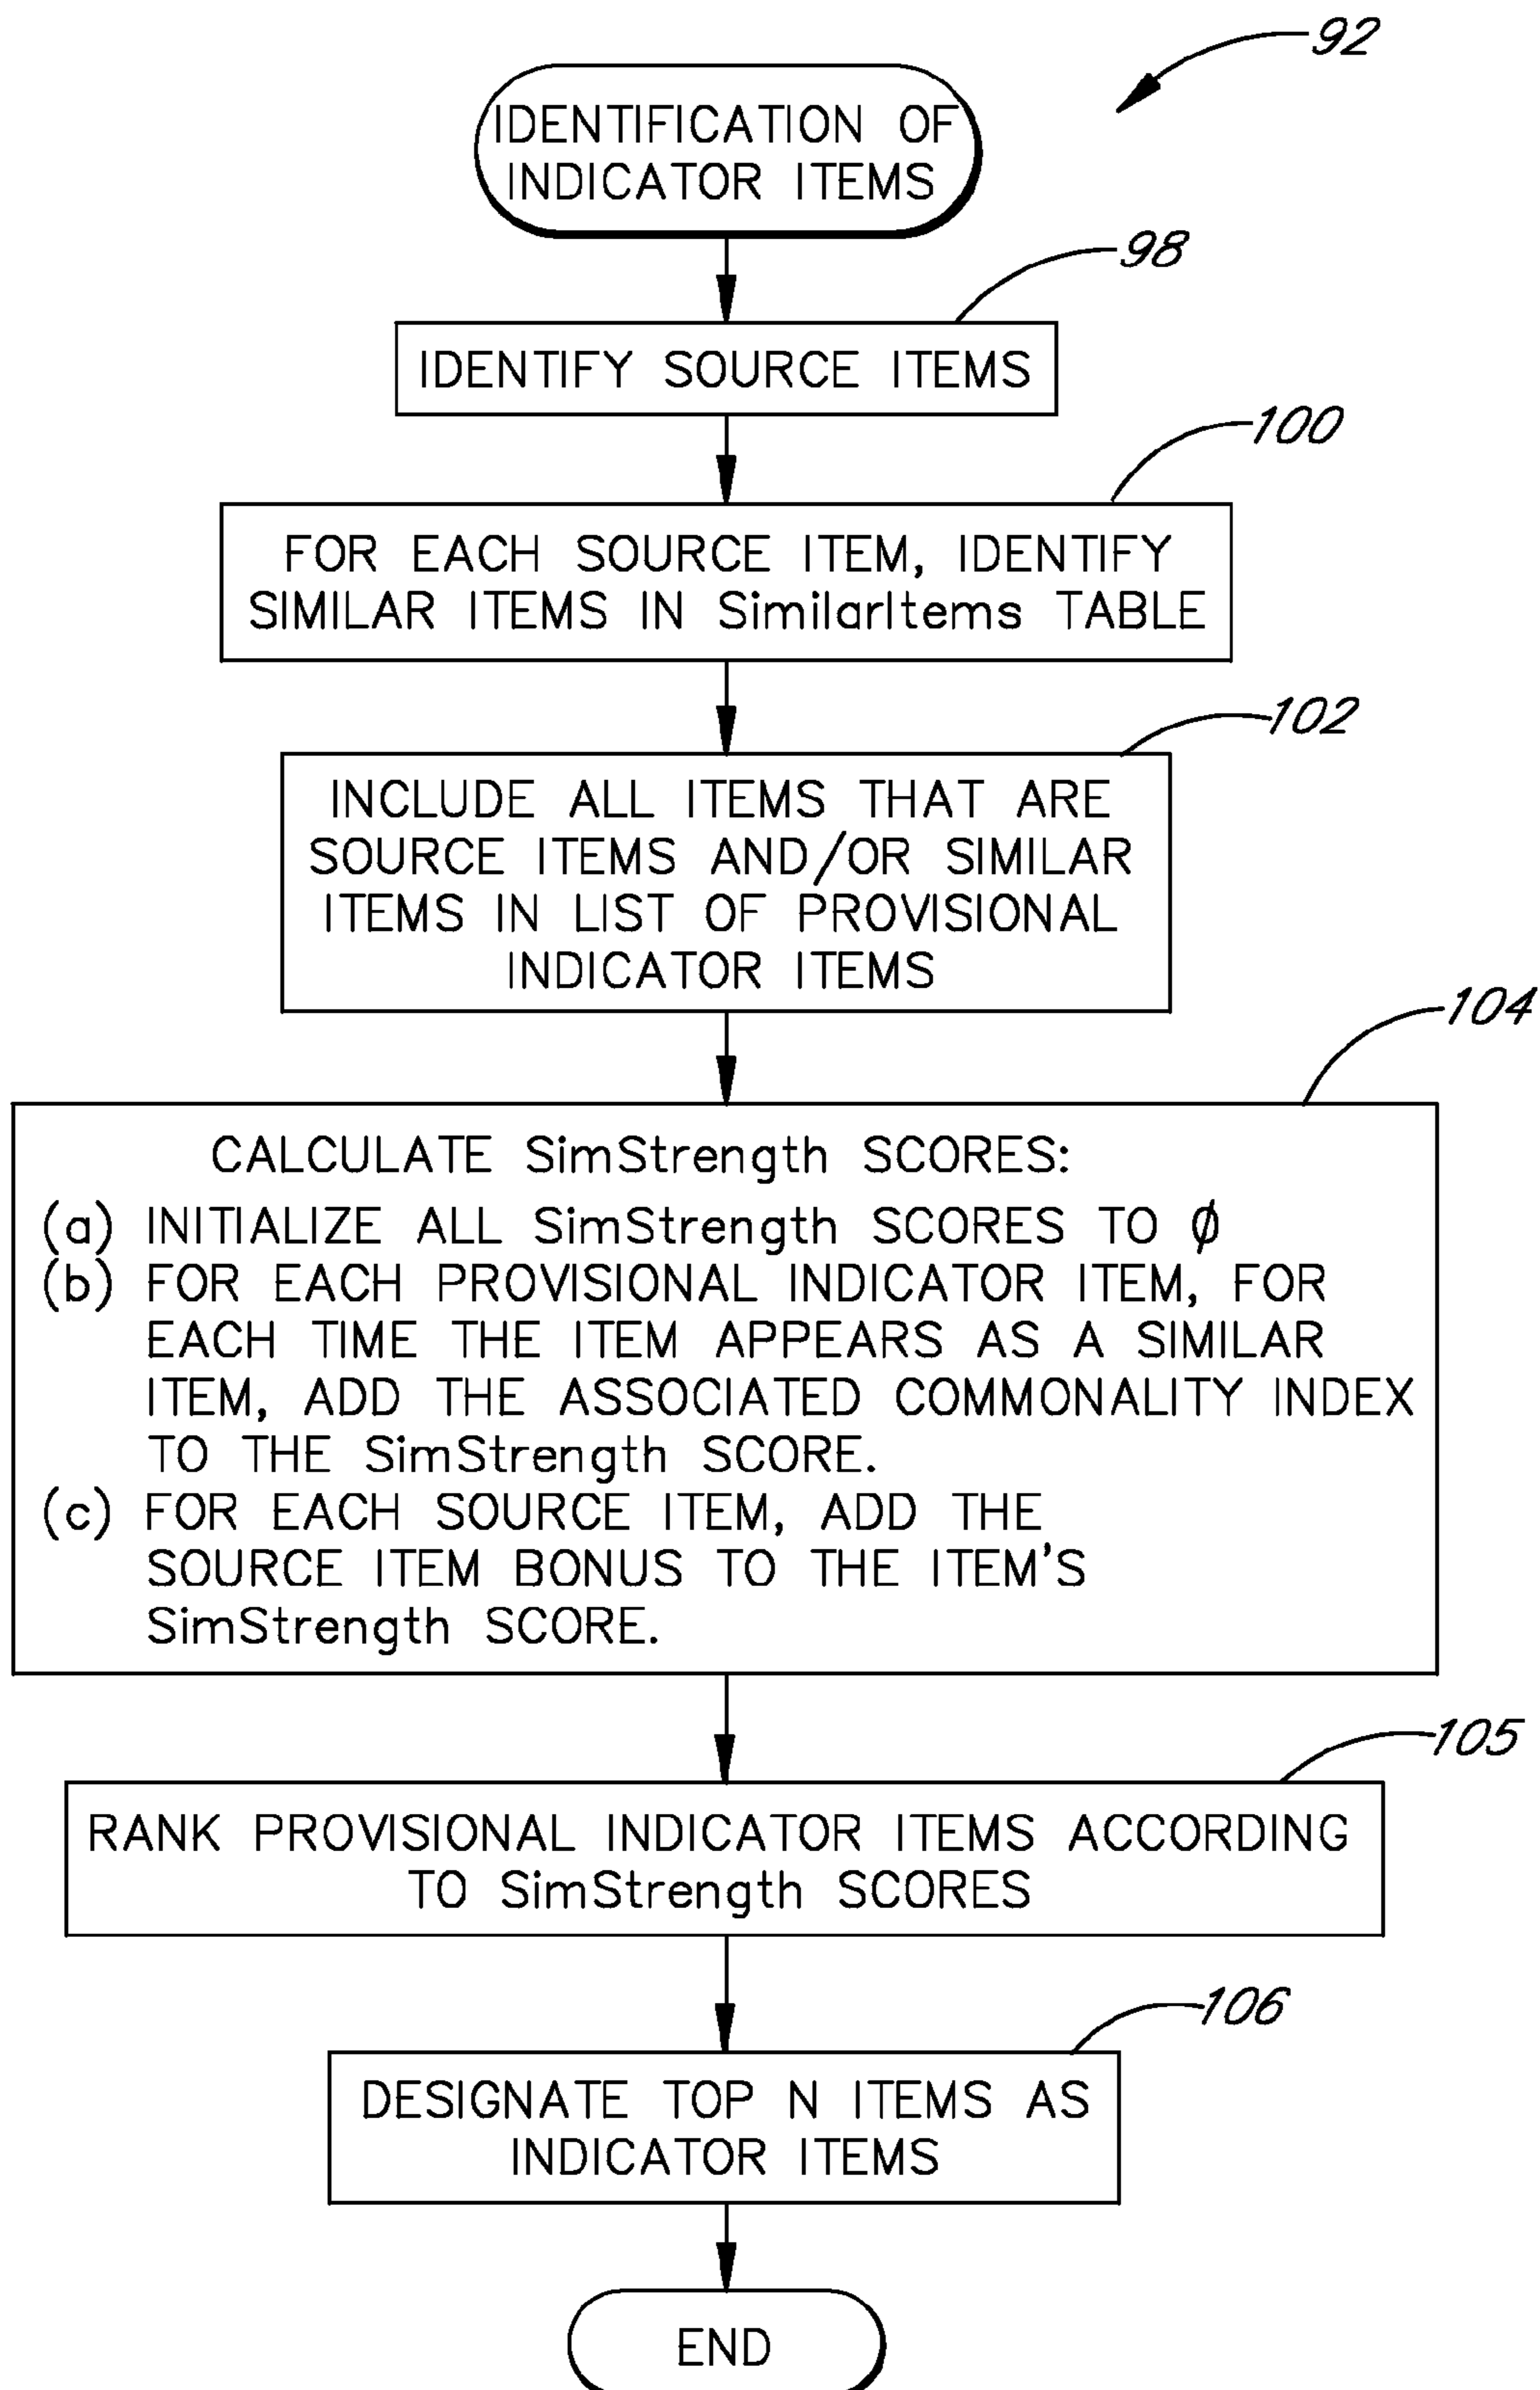 92
IDENTIFICATION OF
INDICATOR ITEMS
98
IDENTIFY SOURCE ITEMS
100
FOR EACH SOURCE ITEM, IDENTIFY
SIMILAR ITEMS IN SimilarItems TABLE
102
INCLUDE ALL ITEMS THAT ARE
SOURCE ITEMS AND/OR SIMILAR
ITEMS IN LIST OF PROVISIONAL
INDICATOR ITEMS
104
CALCULATE SimStrength SCORES:
(a) INITIALIZE ALL SimStrength SCORES TO ∅
(b) FOR EACH PROVISIONAL INDICATOR ITEM, FOR
EACH TIME THE ITEM APPEARS AS A SIMILAR
ITEM, ADD THE ASSOCIATED COMMONALITY INDEX
TO THE SimStrength SCORE.
(c) FOR EACH SOURCE ITEM, ADD THE
SOURCE ITEM BONUS TO THE ITEM'S
SimStrength SCORE.
105
RANK PROVISIONAL INDICATOR ITEMS ACCORDING
TO SimStrength SCORES
106
DESIGNATE TOP N ITEMS AS
INDICATOR ITEMS
END